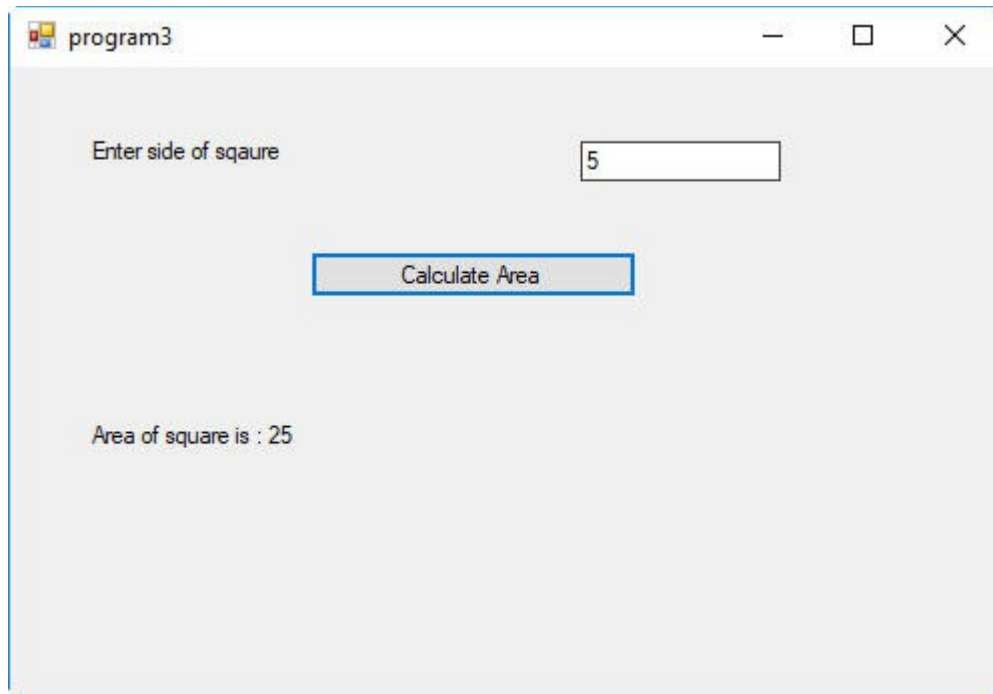 program3
Enter side of sqaure
5
Calculate Area
Area of square is : 25